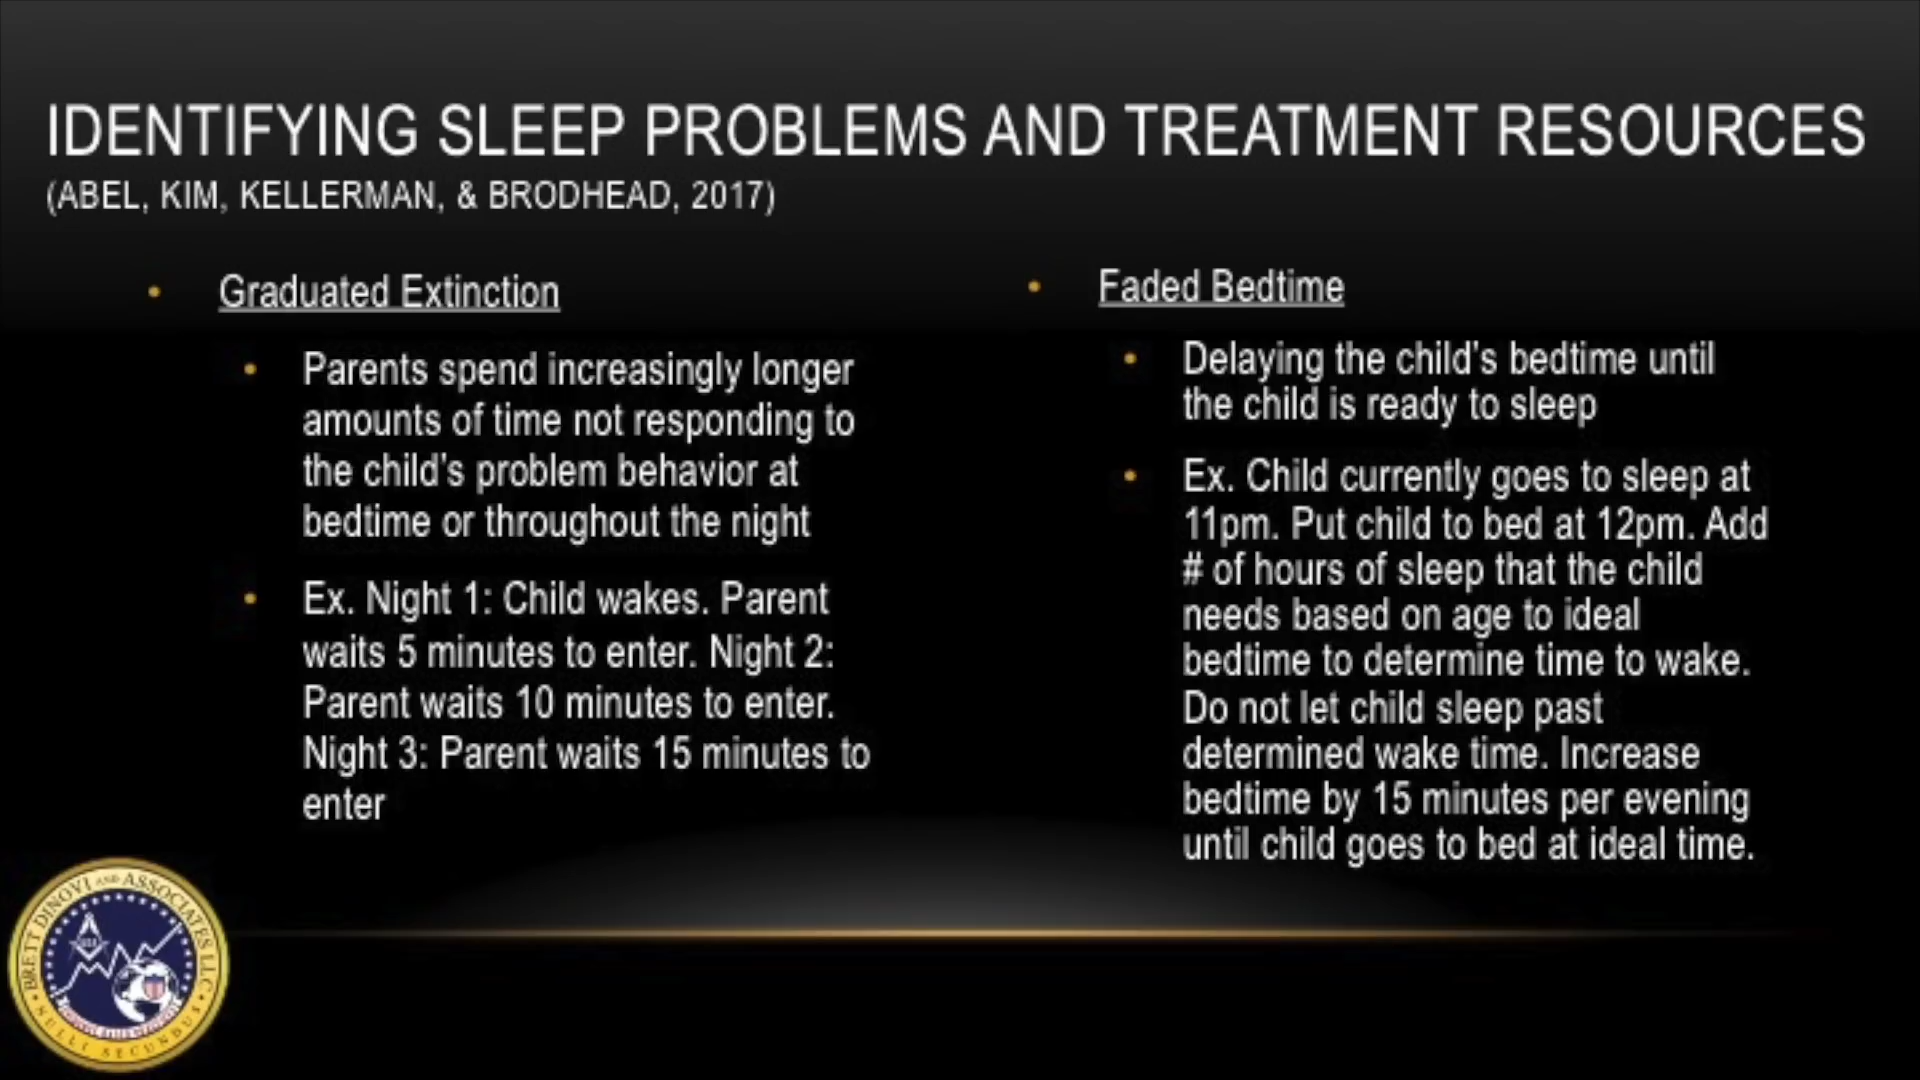 IDENTIFYING SLEEP PROBLEMS AND TREATMENT RESOURCES
(ABEL, KIM, KELLERMAN, & BRODHEAD, 2017)
• Graduated Extinction
• Parents spend increasingly longer
amounts of time not responding to
the child's problem behavior at
bedtime or throughout the night
• Ex. Night 1: Child wakes. Parent
waits 5 minutes to enter. Night 2:
Parent waits 10 minutes to enter.
Night 3: Parent waits 15 minutes to
enter
• Faded Bedtime
• Delaying the child's bedtime until
the child is ready to sleep
• Ex. Child currently goes to sleep at
11pm. Put child to bed at 12pm. Add
# of hours of sleep that the child
needs based on age to ideal
bedtime to determine time to wake.
Do not let child sleep past
determined wake time. Increase
bedtime by 15 minutes per evening
until child goes to bed at ideal time.
BRETT DINOVI AND ASSOCIATES LLC
NULLI SECUNDUS